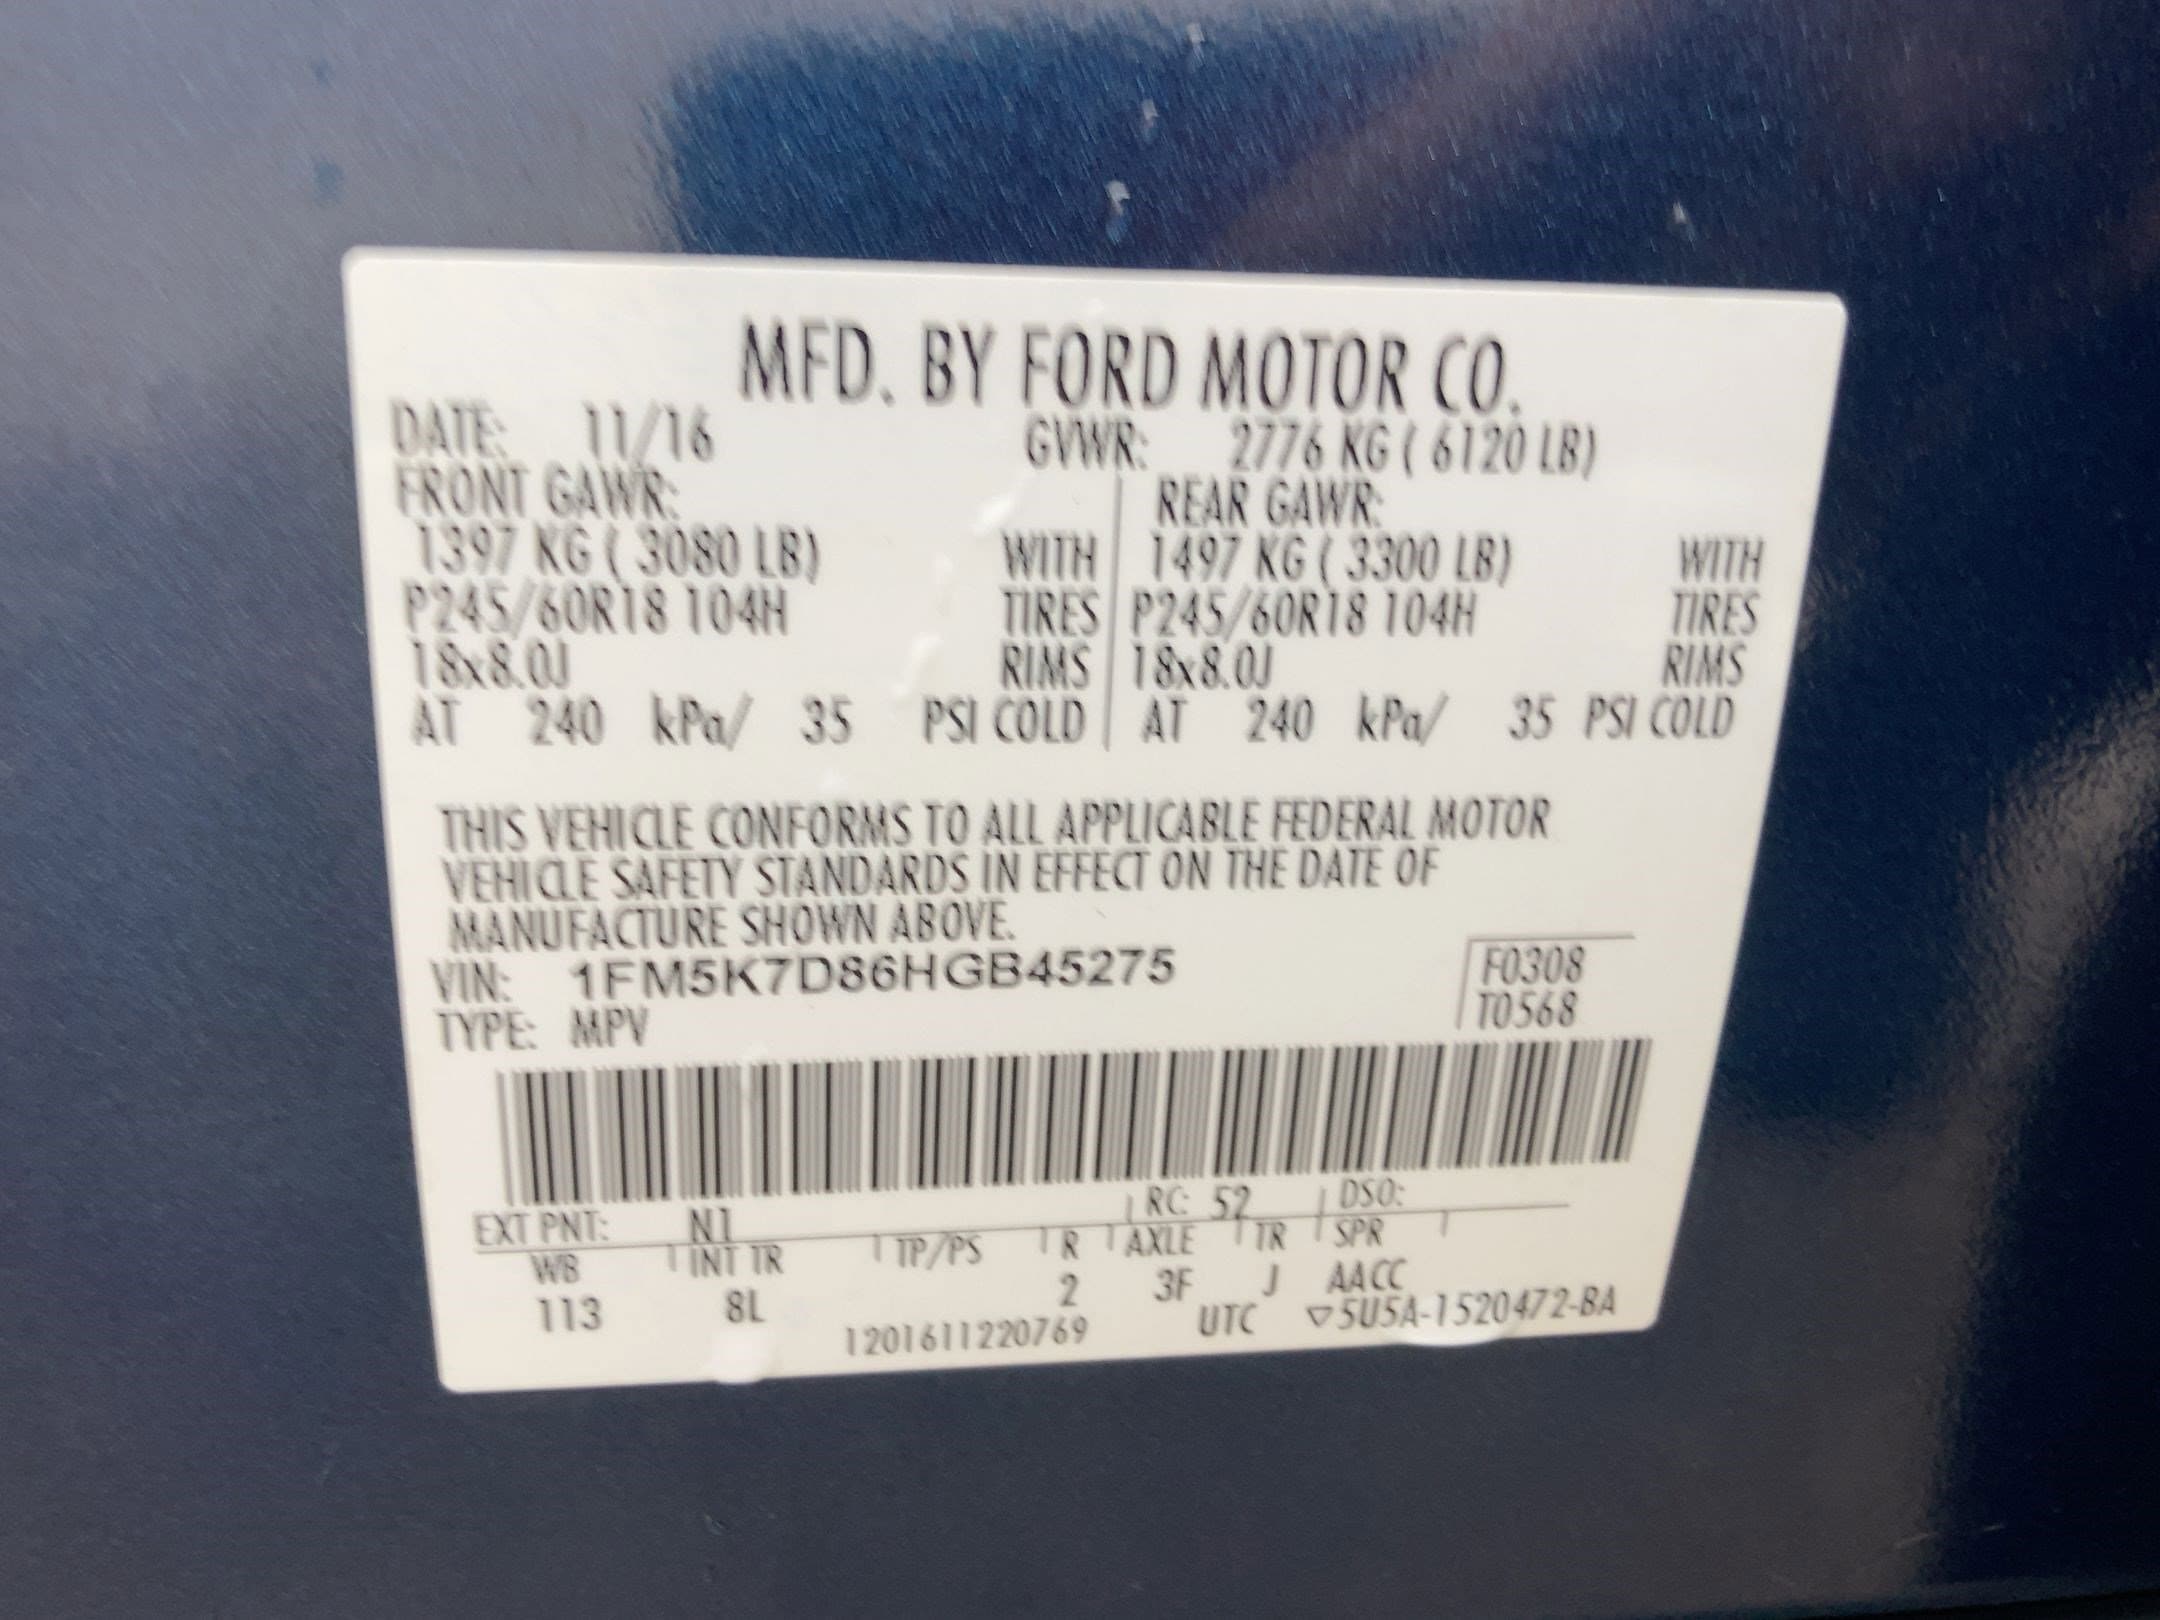 MFD. BY FORD MOTOR CO.
DATE: 11/16 GVWR: 2776 KG ( 6120 LB)
FRONT GAWR: REAR GAWR:
1397 KG ( 3080 LB) WITH 1497 KG ( 3300 LB) WITH
P245/60R18 104H TIRES P245/60R18 104H TIRES
18x8.0J RIMS 18x8.0J RIMS
AT 240 kPa/ 35 PSI COLD AT 240 kPa/ 35 PSI COLD
THIS VEHICLE CONFORMS TO ALL APPLICABLE FEDERAL MOTOR
VEHICLE SAFETY STANDARDS IN EFFECT ON THE DATE OF
MANUFACTURE SHOWN ABOVE.
VIN: 1FM5K7D86HGB45275 F0308
TYPE: MPV T0568
EXT PNT: N1 RC: 52 DSO:
WB INT TR TP/PS R AXLE TR SPR
113 8L 2 3F J AACC
1201611220769 UTC ▽5U5A-1520472-BA